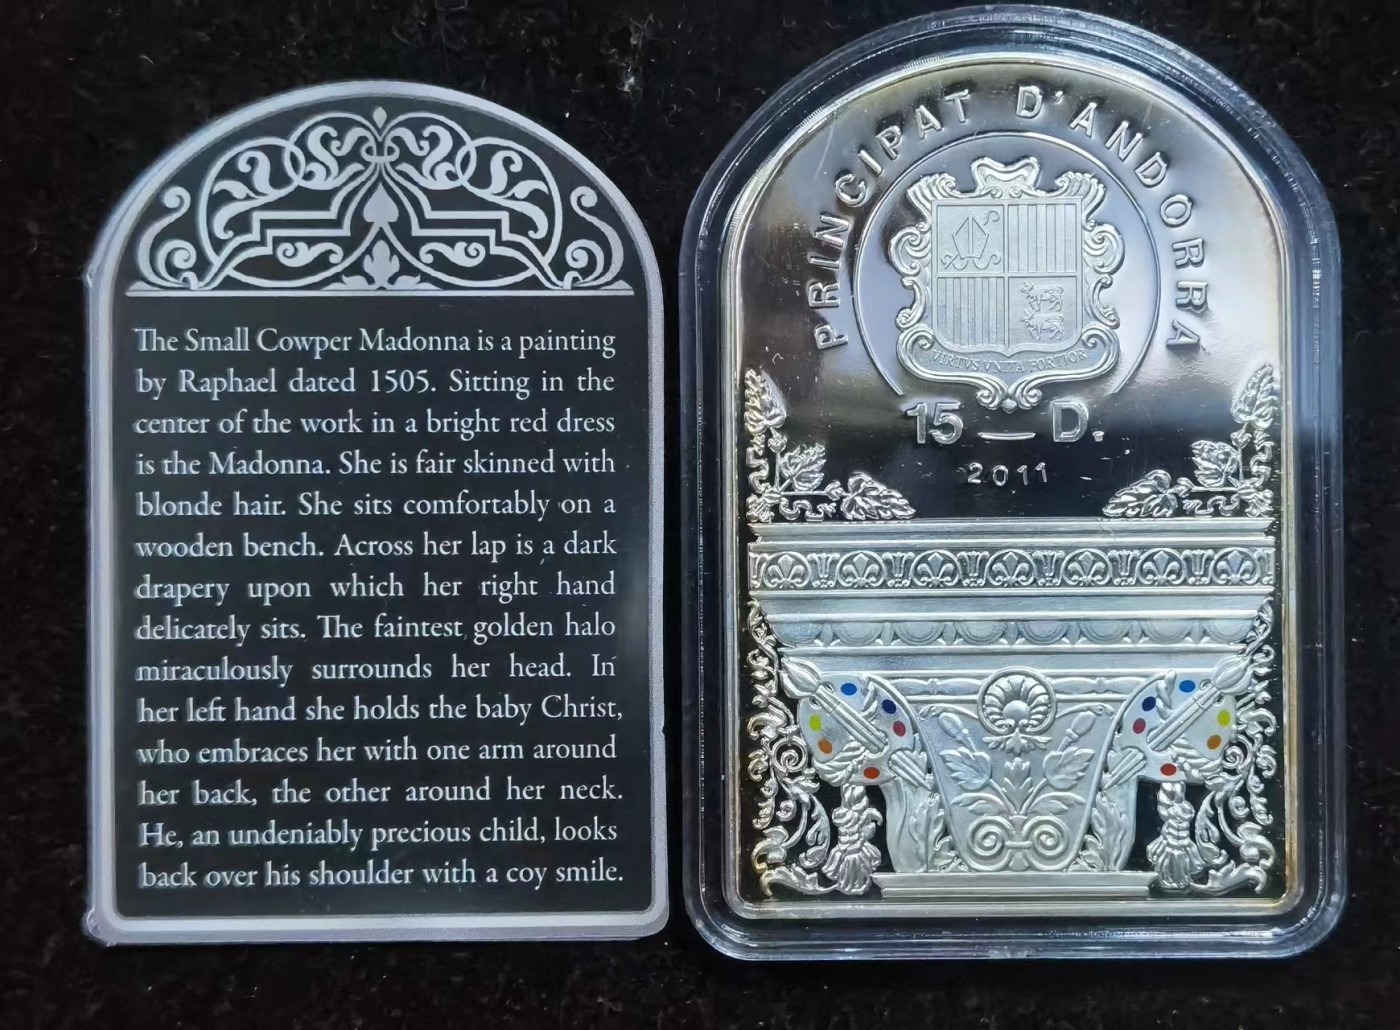 The Small Cowper Madonna is a painting
by Raphael dated 1505. Sitting in the
center of the work in a bright red dress
is the Madonna. She is fair skinned with
blonde hair. She sits comfortably on a
wooden bench. Across her lap is a dark
drapery upon which her right hand
delicately sits. The faintest golden halo
miraculously surrounds her head. In
her left hand she holds the baby Christ,
who embraces her with one arm around
her back, the other around her neck.
He, an undeniably precious child, looks
back over his shoulder with a coy smile.
PRINCIPAT D'ANDORRA
VIRTVS VNITA FORTIOR
15 D.
2011